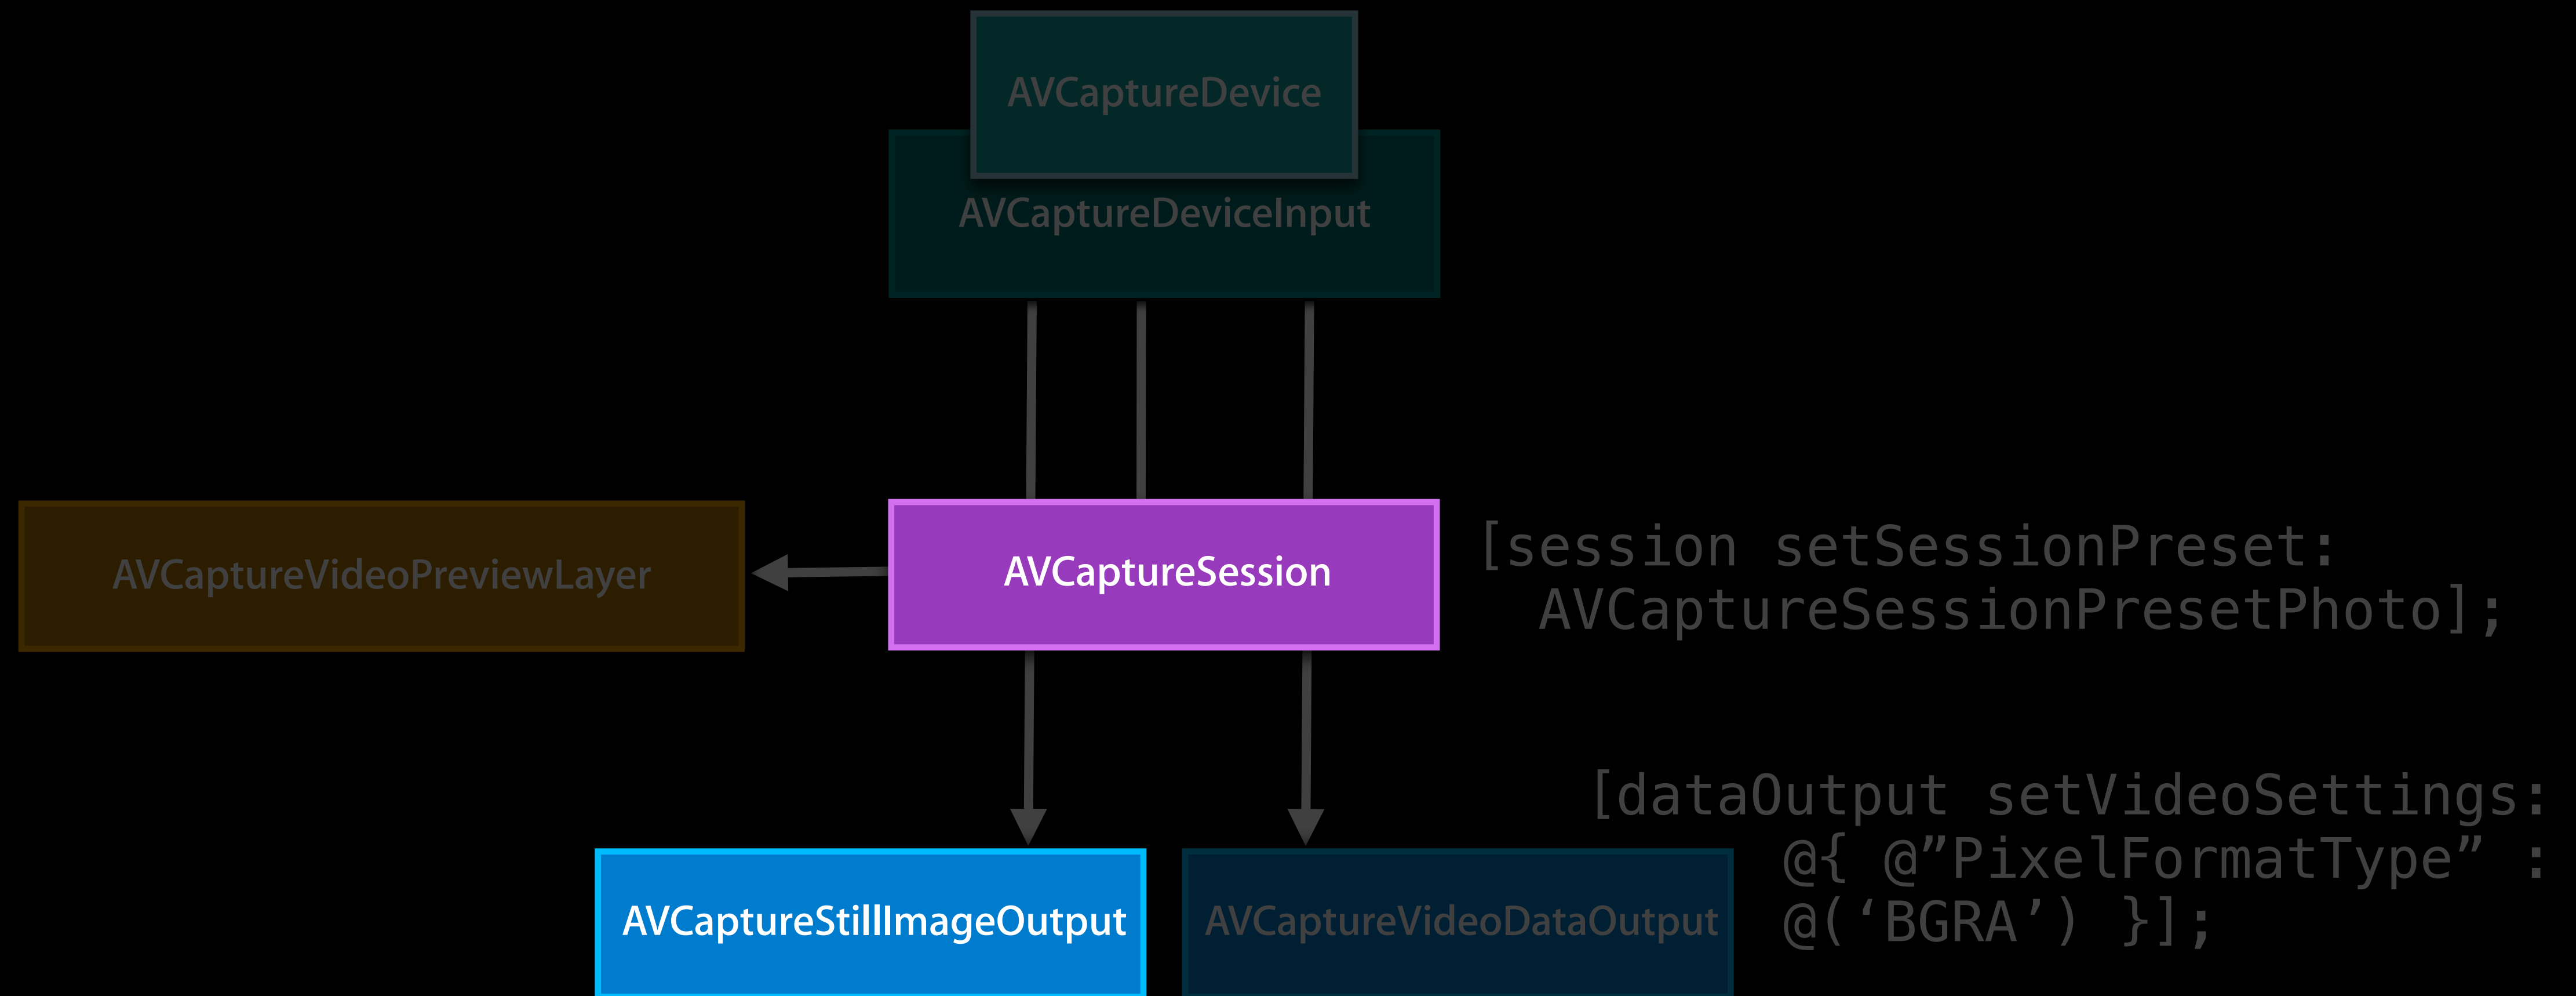 AVCaptureDevice
AVCaptureDeviceInput
AVCaptureVideoPreviewLayer
AVCaptureSession
[session setSessionPreset:
AVCaptureSessionPresetPhoto];
[dataOutput setVideoSettings:
@{ @”PixelFormatType” :
@(‘BGRA’) }];
AVCaptureStillImageOutput
AVCaptureVideoDataOutput